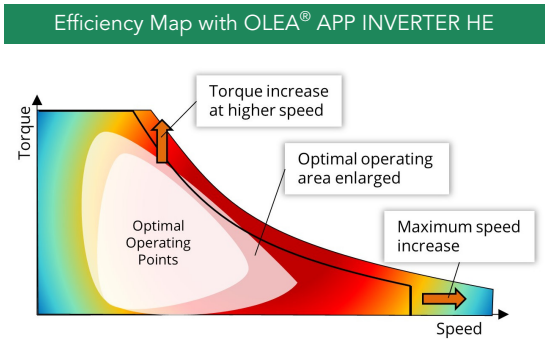 Efficiency Map with OLEA® APP INVERTER HE
Torque increase
at higher speed
Torque
Optimal operating
area enlarged
Optimal
Operating
Points
Maximum speed
increase
Speed